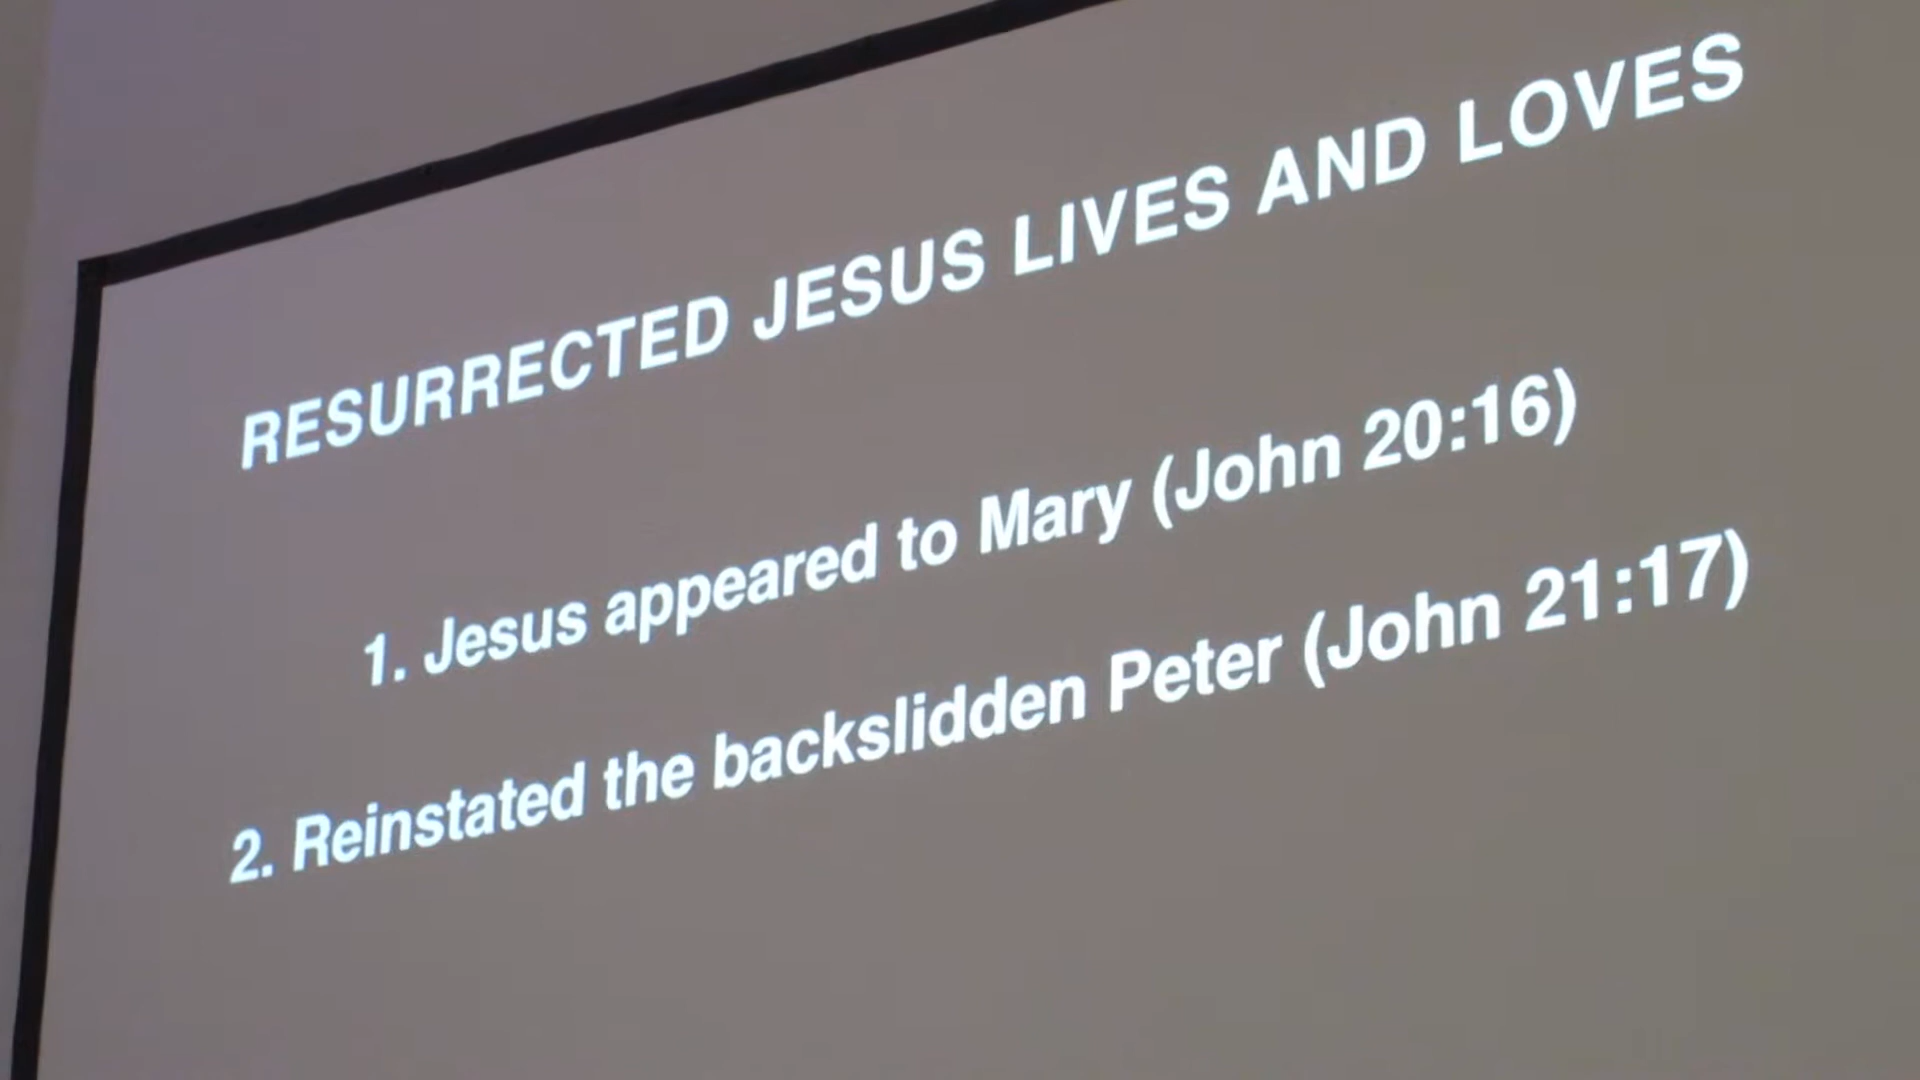 RESURRECTED JESUS LIVES AND LOVES
1. Jesus appeared to Mary (John 20:16)
2. Reinstated the backslidden Peter (John 21:17)